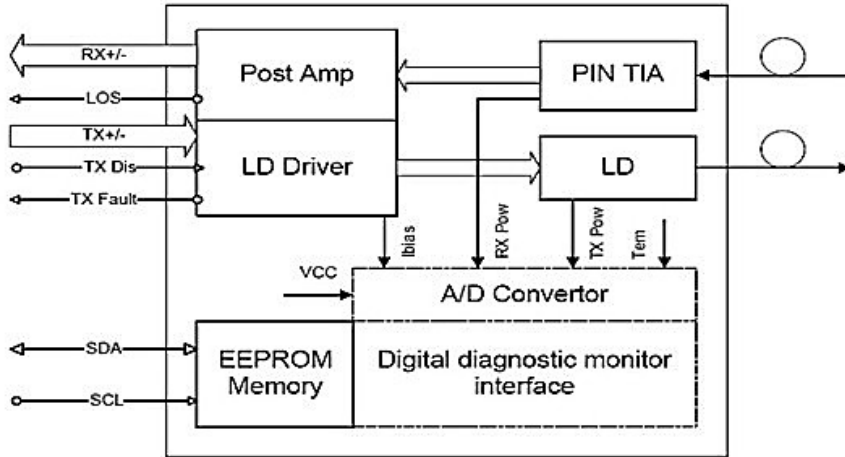 RX+/-
Post Amp
PIN TIA
LOS
TX+/-
LD Driver
LD
TX Dis
TX Fault
Ibias
RX Pow
TX Pow
Tem
VCC
A/D Convertor
SDA
EEPROM
Memory
Digital diagnostic monitor
interface
SCL